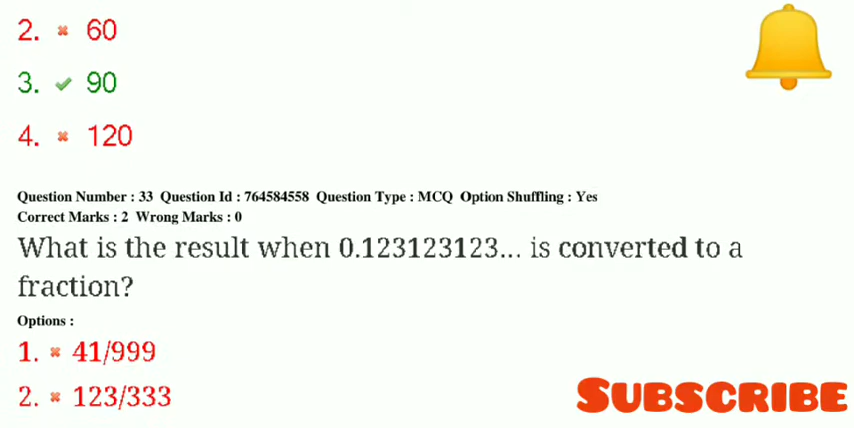 2. 60
3. 90
4. 120
Question Number : 33 Question Id : 764584558 Question Type : MCQ Option Shuffling : Yes
Correct Marks : 2 Wrong Marks : 0
What is the result when 0.123123123... is converted to a
fraction?
Options :
1. 41/999
2. 123/333
SUBSCRIBE